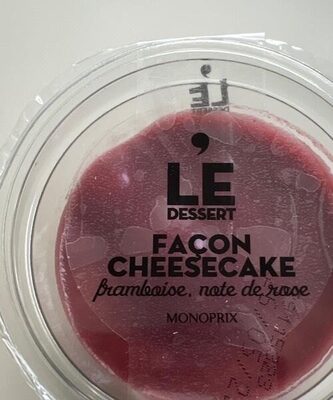 L'E
DESSERT
FAÇON
CHEESECAKE
framboise, note de rose
MONOPRIX